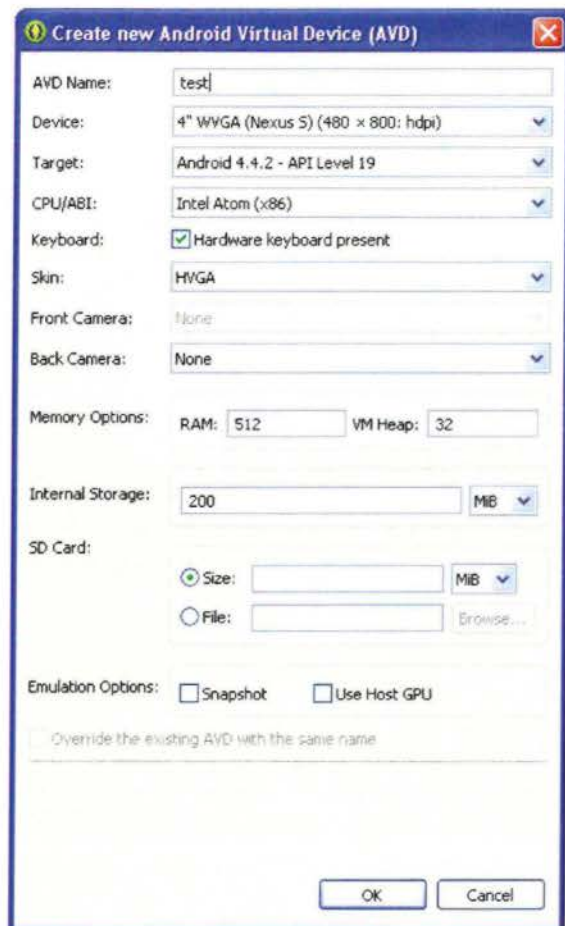 Create new Android Virtual Device (AVD)
AVD Name: test
Device: 4" WVGA (Nexus S) (480 × 800: hdpi)
Target: Android 4.4.2 - API Level 19
CPU/ABI: Intel Atom (x86)
Keyboard: Hardware keyboard present
Skin: HVGA
Front Camera: None
Back Camera: None
Memory Options: RAM: 512 VM Heap: 32
Internal Storage: 200 MiB
SD Card:
Size: MiB
File: Browse...
Emulation Options: Snapshot Use Host GPU
Override the existing AVD with the same name
OK Cancel